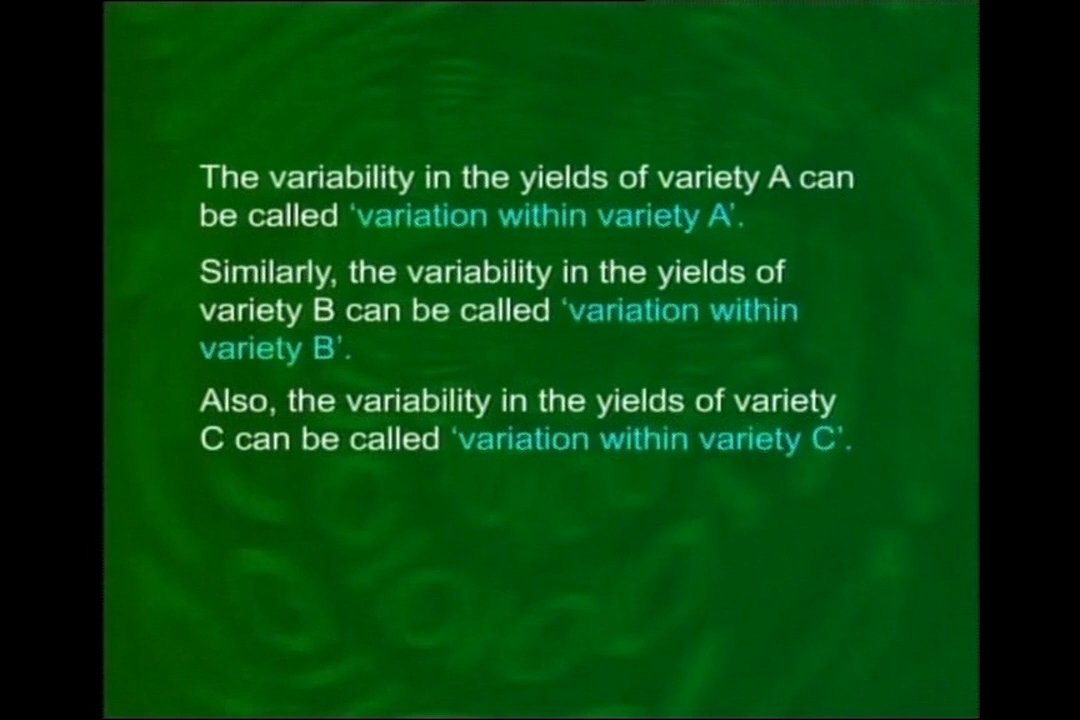 The variability in the yields of variety A can
be called ‘variation within variety A’.
Similarly, the variability in the yields of
variety B can be called ‘variation within
variety B’.
Also, the variability in the yields of variety
C can be called ‘variation within variety C’.